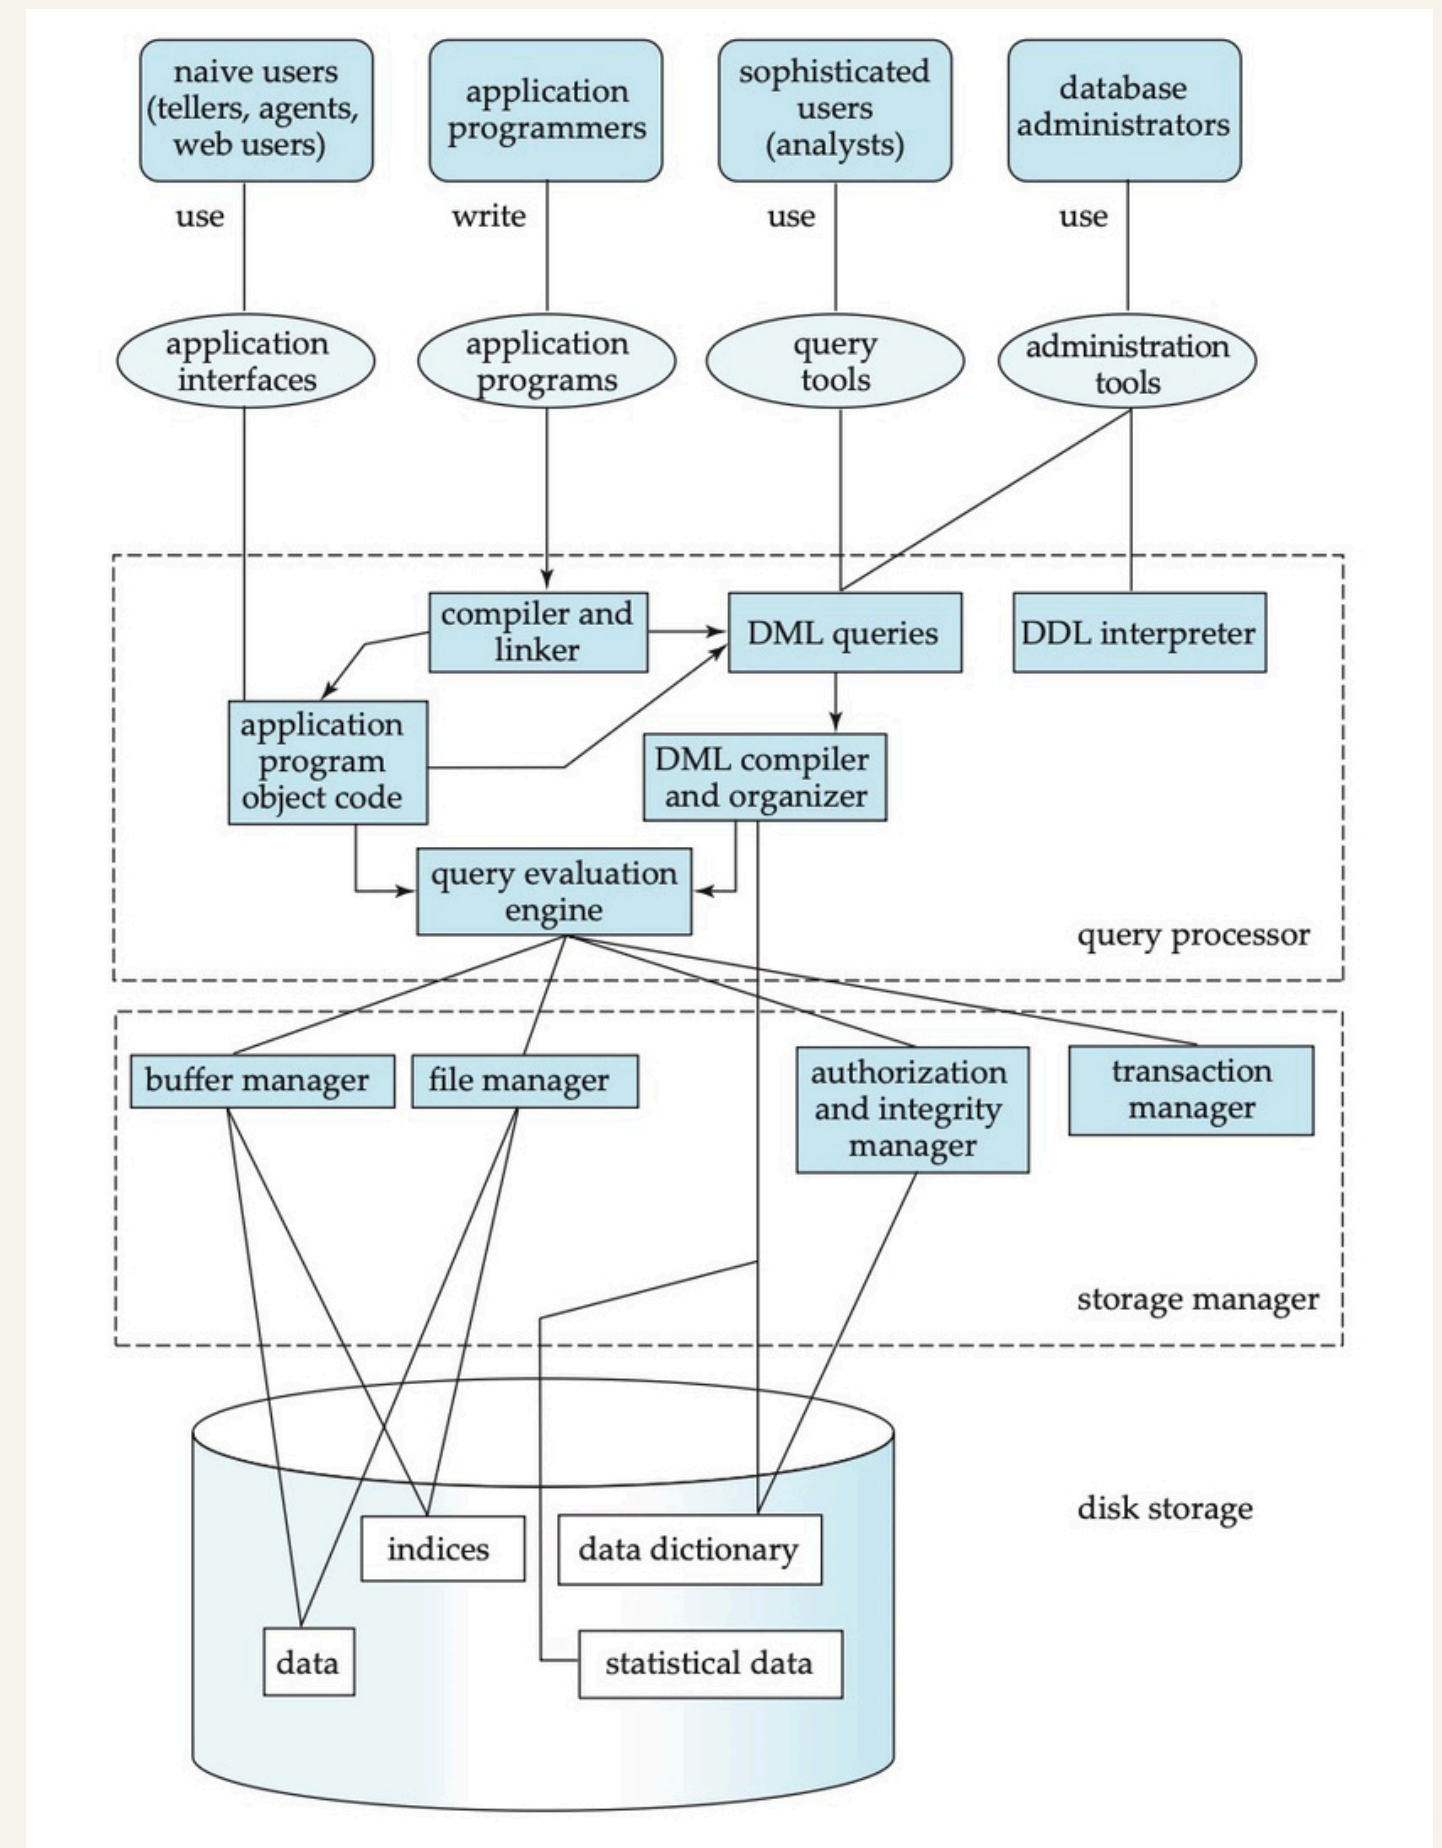 naive users
(tellers, agents,
web users)
application
programmers
sophisticated
users
(analysts)
database
administrators
use
write
use
use
application
interfaces
application
programs
query
tools
administration
tools
compiler and
linker
DML queries
DDL interpreter
application
program
object code
DML compiler
and organizer
query evaluation
engine
query processor
buffer manager
file manager
authorization
and integrity
manager
transaction
manager
storage manager
disk storage
indices
data dictionary
data
statistical data